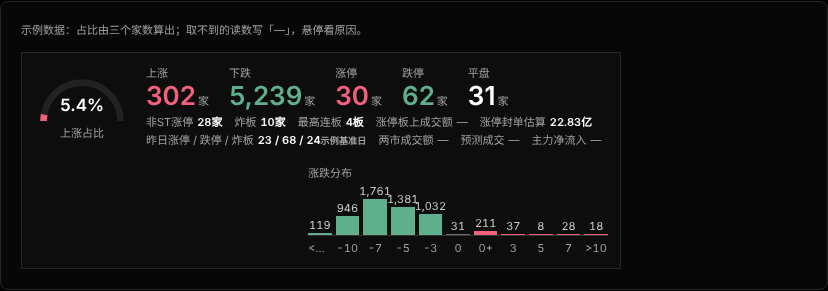 示例数据：占比由三个家数算出；取不到的读数写「—」，悬停看原因。
5.4%
上涨占比
上涨 下跌 涨停 跌停 平盘
302家 5,239家 30家 62家 31家
非ST涨停 28家 炸板 10家 最高连板 4板 涨停板上成交额 — 涨停封单估算 22.83亿
昨日涨停 / 跌停 / 炸板 23 / 68 / 24示例基准日 两市成交额 — 预测成交 — 主力净流入 —
涨跌分布
119 946 1,761 1,381 1,032 31 211 37 8 28 18
<... -10 -7 -5 -3 0 0+ 3 5 7 >10